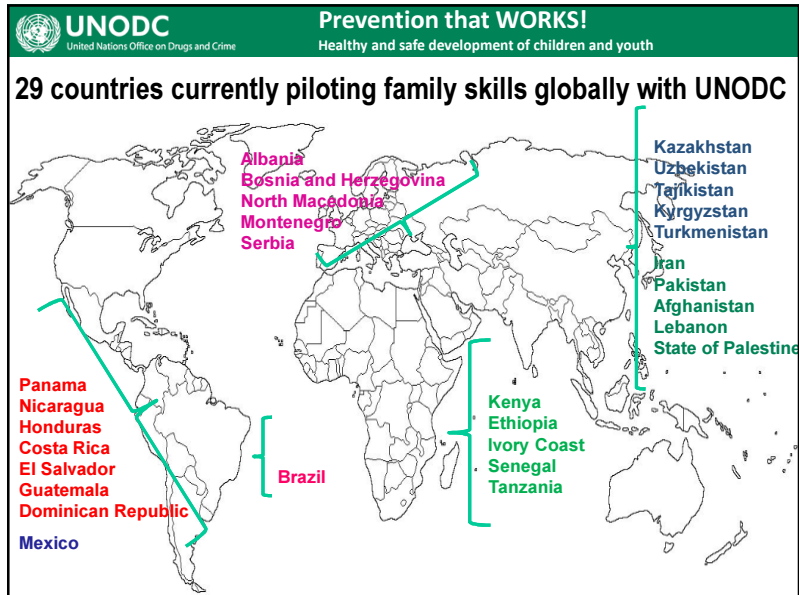 UNODC
United Nations Office on Drugs and Crime
Prevention that WORKS!
Healthy and safe development of children and youth
29 countries currently piloting family skills globally with UNODC
Albania
Bosnia and Herzegovina
North Macedonia
Montenegro
Serbia
Kazakhstan
Uzbekistan
Tajikistan
Kyrgyzstan
Turkmenistan
Iran
Pakistan
Afghanistan
Lebanon
State of Palestine
Panama
Nicaragua
Honduras
Costa Rica
El Salvador
Guatemala
Dominican Republic
Mexico
Brazil
Kenya
Ethiopia
Ivory Coast
Senegal
Tanzania